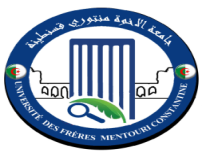 جامعة الاخوة منتوري قسنطينة
UNIVERSITÉ DES FRÈRES MENTOURI CONSTANTINE